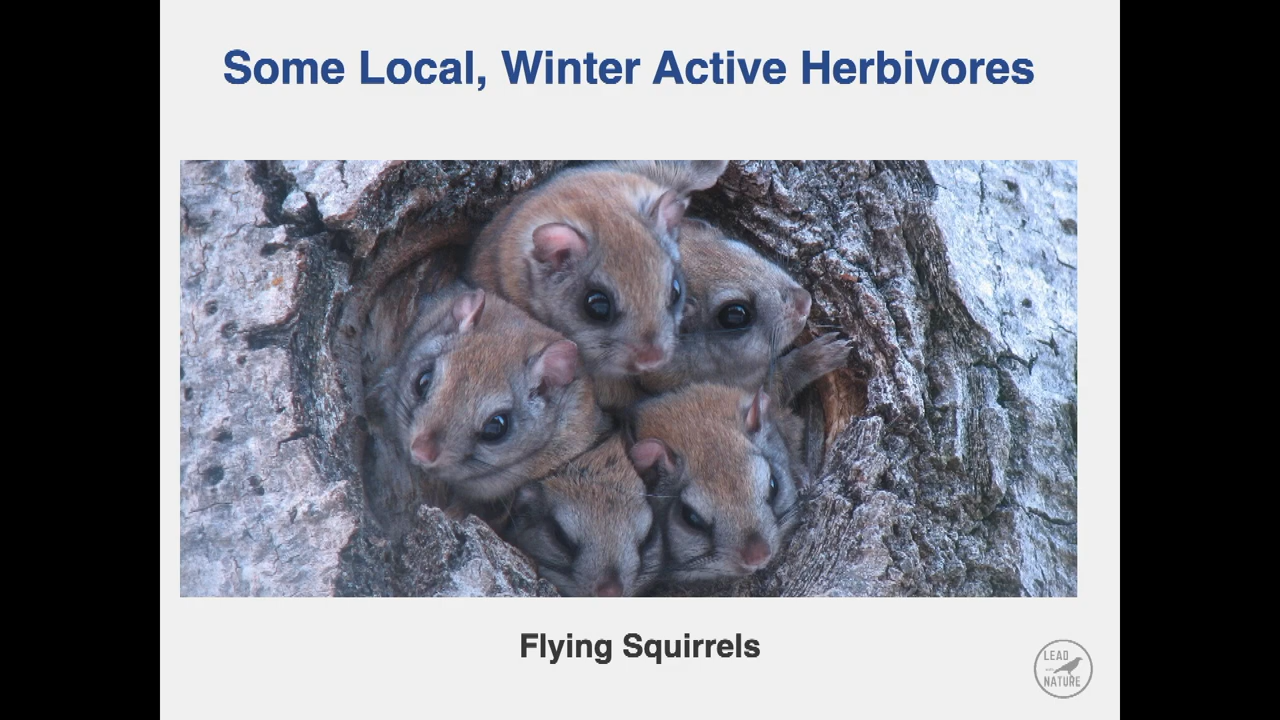 Some Local, Winter Active Herbivores
Flying Squirrels
LEAD
NATURE